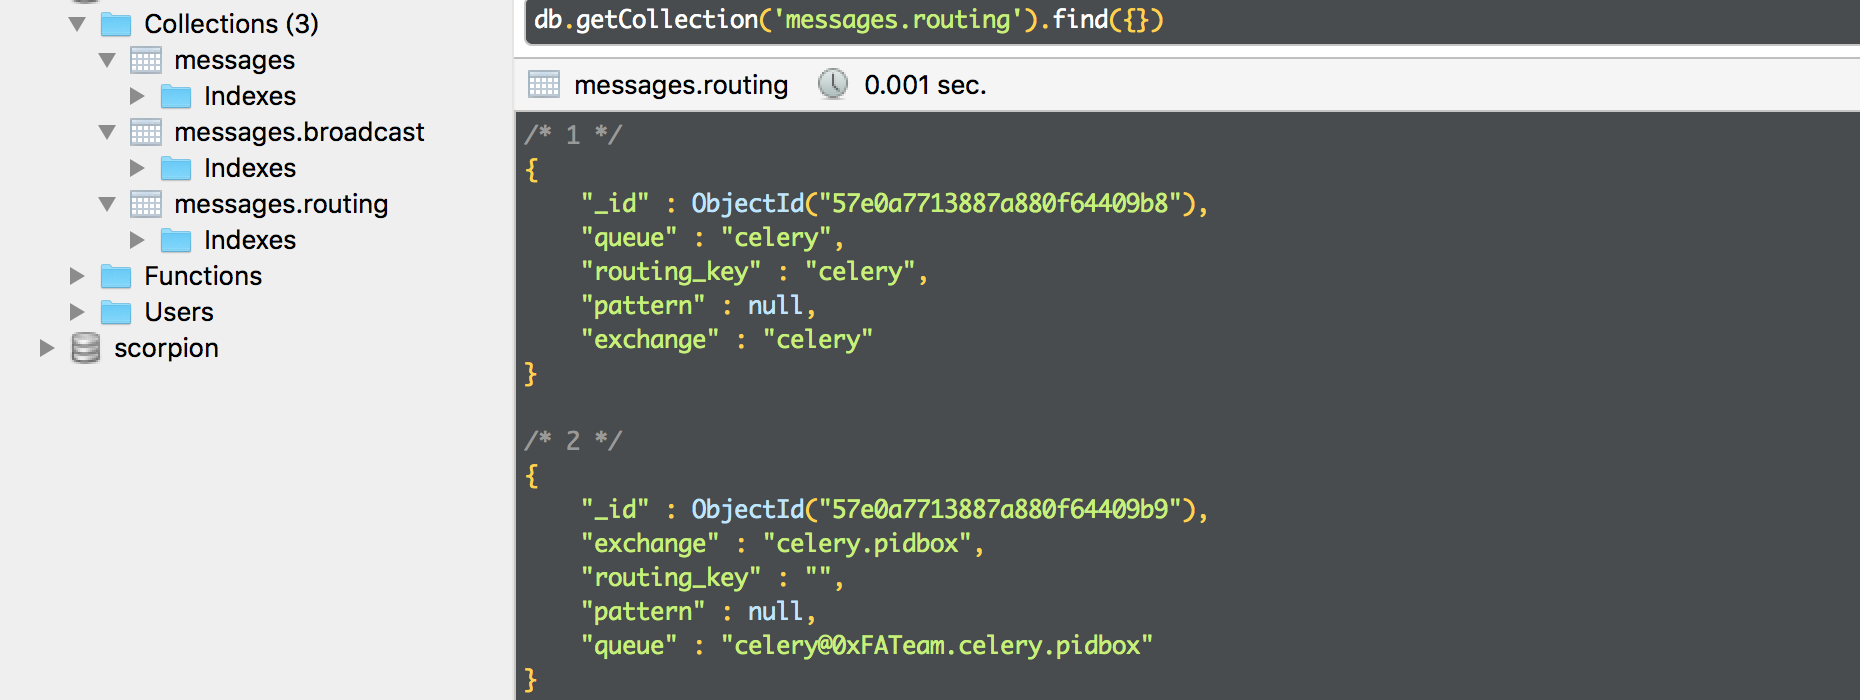 Collections (3)
messages
Indexes
messages.broadcast
Indexes
messages.routing
Indexes
Functions
Users
scorpion
db.getCollection('messages.routing').find({})
messages.routing 0.001 sec.
/* 1 */
{
"_id" : ObjectId("57e0a7713887a880f64409b8"),
"queue" : "celery",
"routing_key" : "celery",
"pattern" : null,
"exchange" : "celery"
}
/* 2 */
{
"_id" : ObjectId("57e0a7713887a880f64409b9"),
"exchange" : "celery.pidbox",
"routing_key" : "",
"pattern" : null,
"queue" : "celery@0xFATeam.celery.pidbox"
}